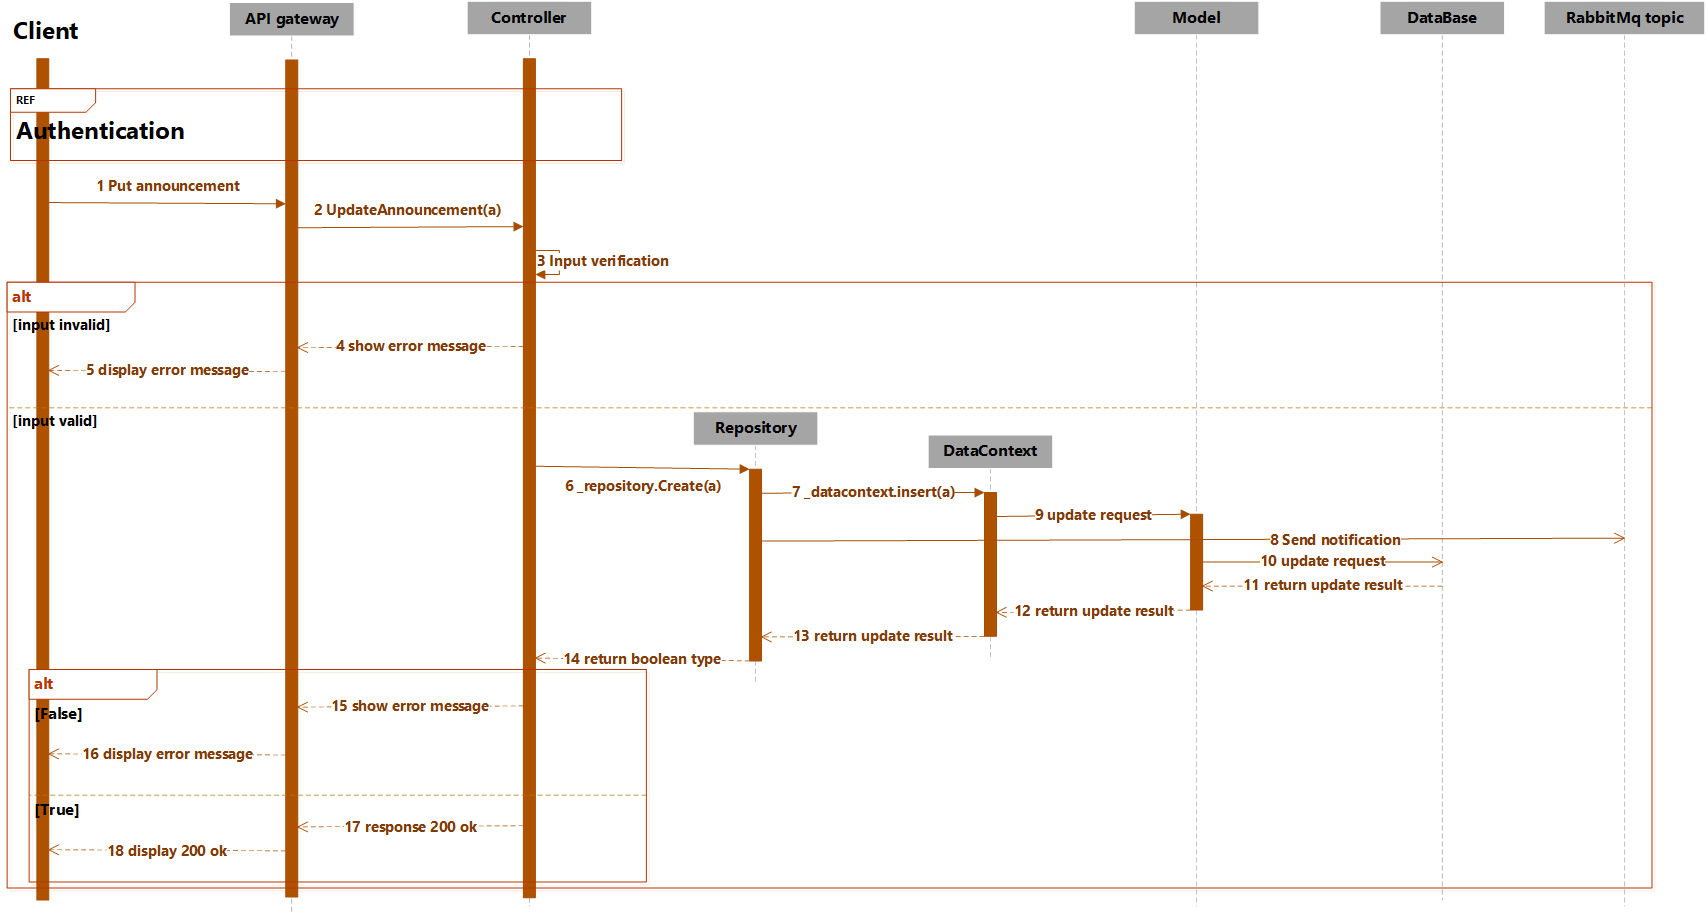 Client
API gateway
Controller
Model
DataBase
RabbitMq topic
REF
Authentication
1 Put announcement
2 UpdateAnnouncement(a)
3 Input verification
alt
[input invalid]
4 show error message
5 display error message
[input valid]
Repository
DataContext
6 _repository.Create(a)
7 _datacontext.insert(a)
9 update request
8 Send notification
10 update request
11 return update result
12 return update result
13 return update result
14 return boolean type
alt
[False]
15 show error message
16 display error message
[True]
17 response 200 ok
18 display 200 ok